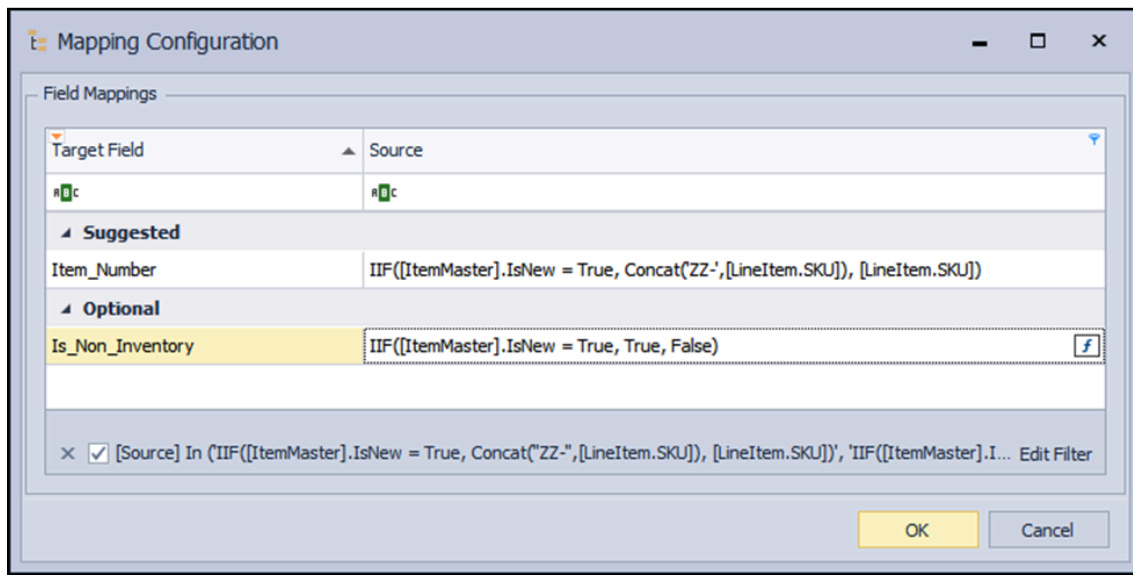 Mapping Configuration
Field Mappings
Target Field Source
ABC ABC
Suggested
Item_Number IIF([ItemMaster].IsNew = True, Concat('ZZ-',[LineItem.SKU]), [LineItem.SKU])
Optional
Is_Non_Inventory IIF([ItemMaster].IsNew = True, True, False) f
[Source] In ('IIF([ItemMaster].IsNew = True, Concat(''ZZ-'',[LineItem.SKU]), [LineItem.SKU])', 'IIF([ItemMaster].I... Edit Filter
OK Cancel